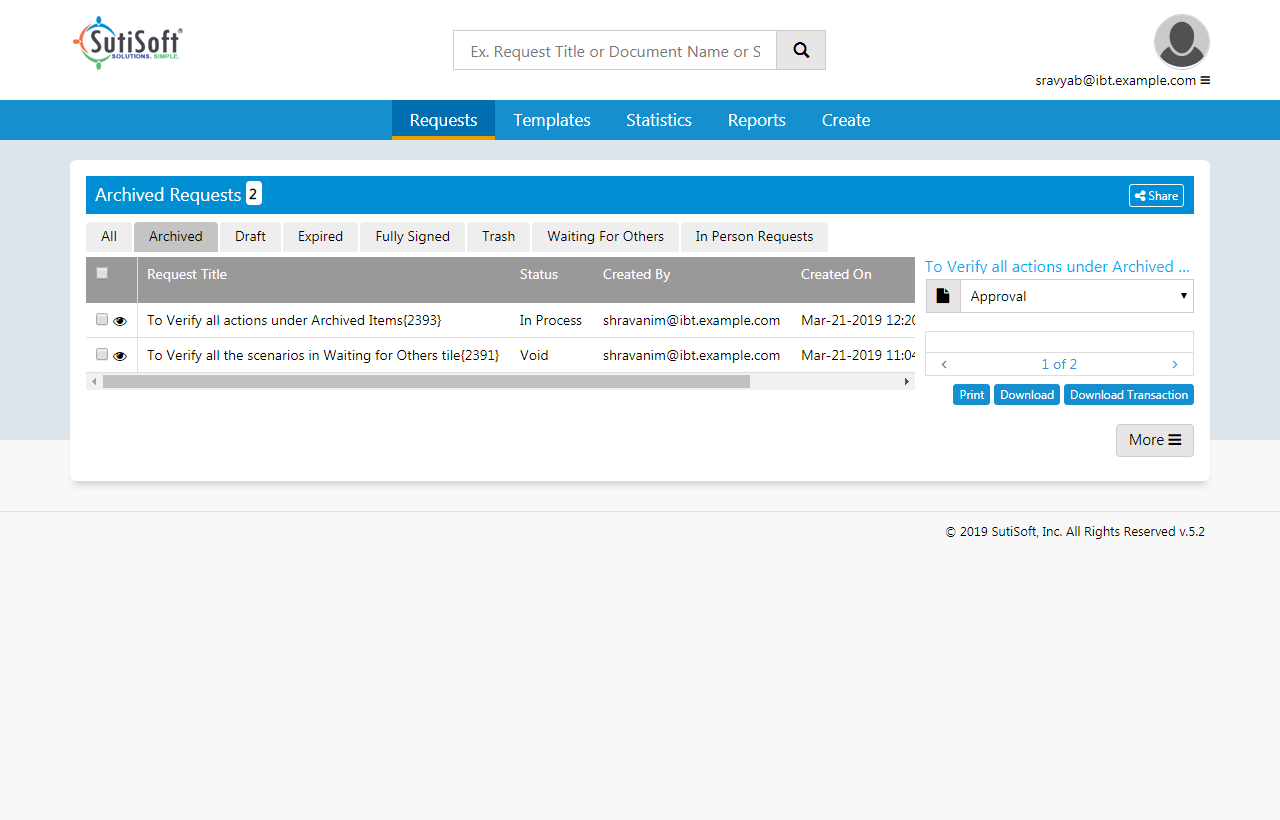 SutiSoft®
SOLUTIONS. SIMPLE.
Ex. Request Title or Document Name or S
sravyab@ibt.example.com
Requests Templates Statistics Reports Create
Archived Requests 2 Share
All Archived Draft Expired Fully Signed Trash Waiting For Others In Person Requests
Request Title Status Created By Created On
To Verify all actions under Archived Items{2393} In Process shravanim@ibt.example.com Mar-21-2019 12:20
To Verify all the scenarios in Waiting for Others tile{2391} Void shravanim@ibt.example.com Mar-21-2019 11:04
To Verify all actions under Archived ...
Approval
< 1 of 2 >
Print Download Download Transaction
More
© 2019 SutiSoft, Inc. All Rights Reserved v.5.2